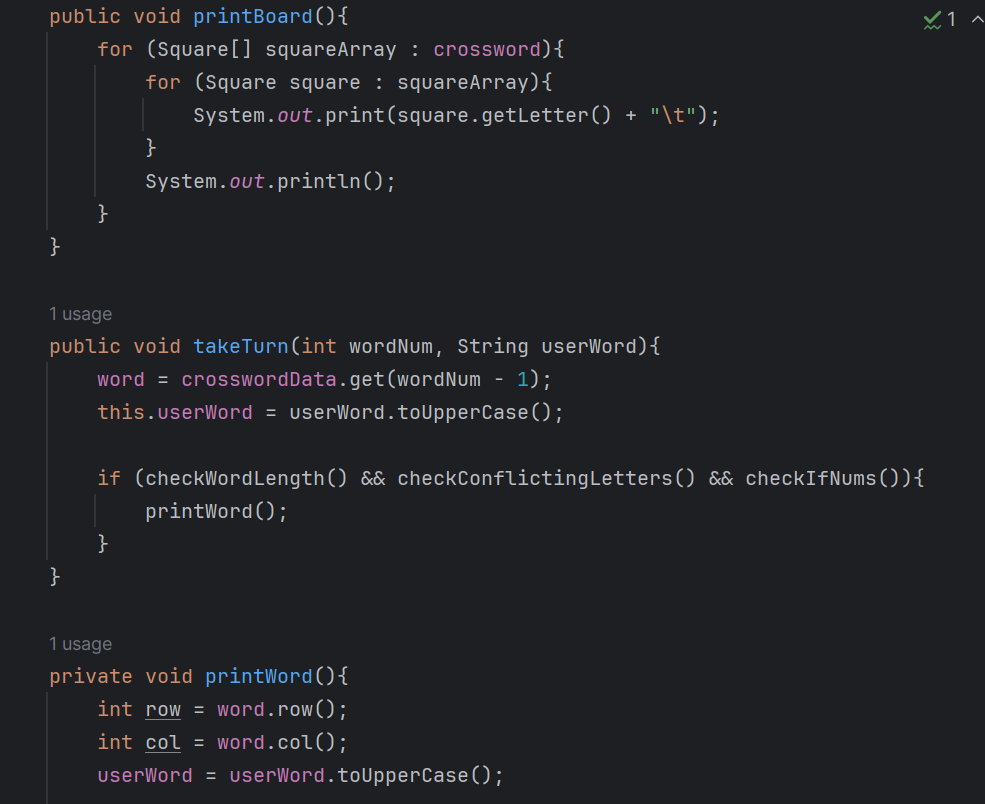 public void printBoard(){
    for (Square[] squareArray : crossword){
        for (Square square : squareArray){
            System.out.print(square.getLetter() + "\t");
        }
        System.out.println();
    }
}
1
1 usage
public void takeTurn(int wordNum, String userWord){
    word = crosswordData.get(wordNum - 1);
    this.userWord = userWord.toUpperCase();
    if (checkWordLength() && checkConflictingLetters() && checkIfNums()){
        printWord();
    }
}
1 usage
private void printWord(){
    int row = word.row();
    int col = word.col();
    userWord = userWord.toUpperCase();